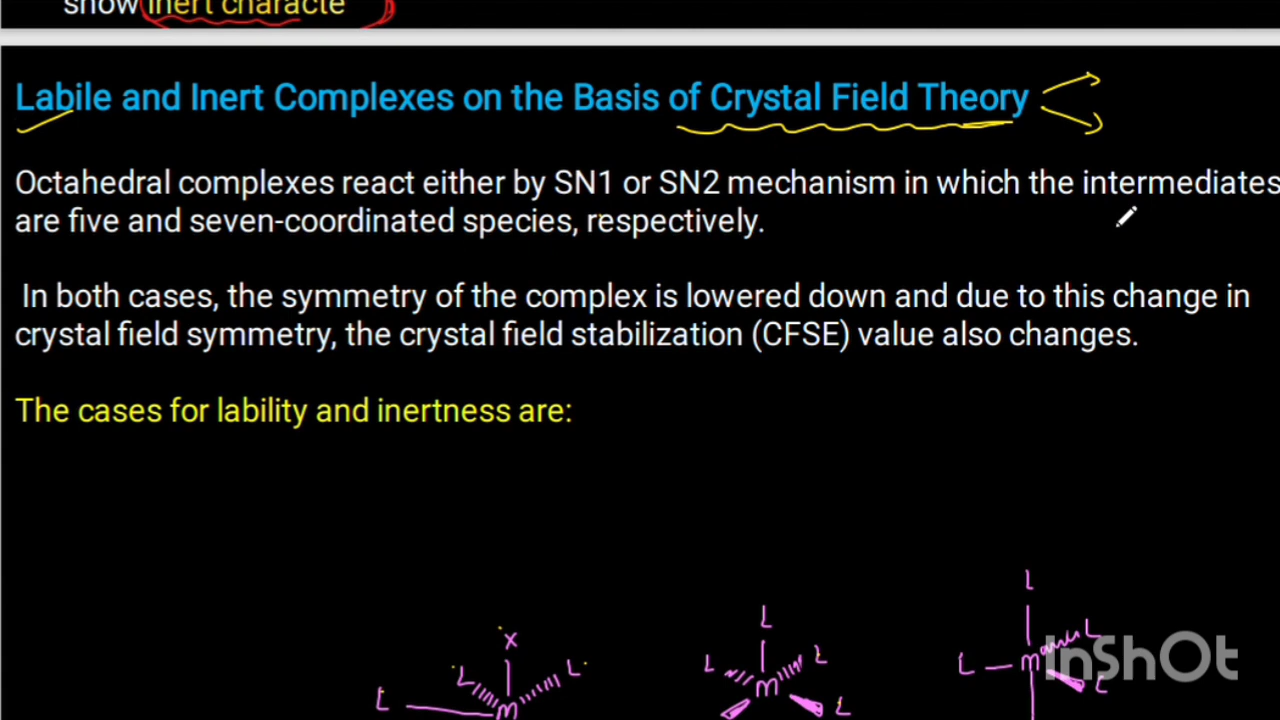 show inert characte
Labile and Inert Complexes on the Basis of Crystal Field Theory
Octahedral complexes react either by SN1 or SN2 mechanism in which the intermediates
are five and seven-coordinated species, respectively.
In both cases, the symmetry of the complex is lowered down and due to this change in
crystal field symmetry, the crystal field stabilization (CFSE) value also changes.
The cases for lability and inertness are:
L
X
L
L L
L
L L
L M L
M L
L M
InShOt